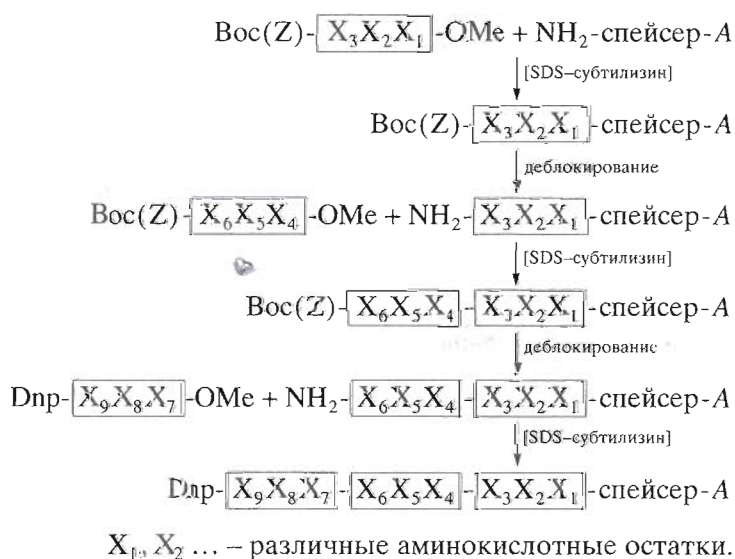 Boc(Z)-X₃X₂X₁-OMe + NH₂-спейсер-A
[SDS–субтилизин]
Boc(Z)-X₃X₂X₁-спейсер-A
деблокирование
Boc(Z)-X₆X₅X₄-OMe + NH₂-X₃X₂X₁-спейсер-A
[SDS–субтилизин]
Boc(Z)-X₆X₅X₄-X₃X₂X₁-спейсер-A
деблокирование
Dnp-X₉X₈X₇-OMe + NH₂-X₆X₅X₄-X₃X₂X₁-спейсер-A
[SDS–субтилизин]
Dnp-X₉X₈X₇-X₆X₅X₄-X₃X₂X₁-спейсер-A
X₁, X₂ ... – различные аминокислотные остатки.